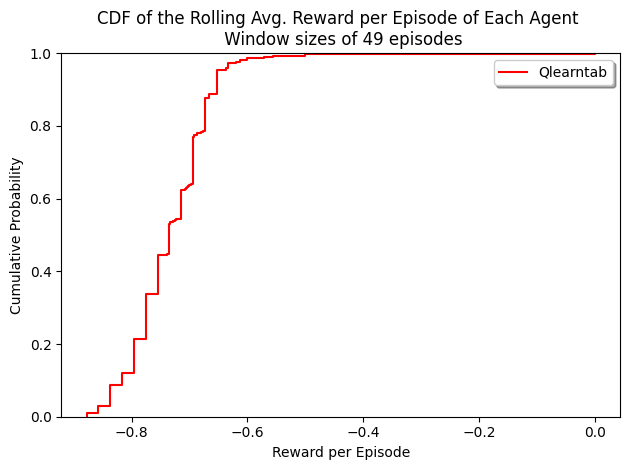 CDF of the Rolling Avg. Reward per Episode of Each Agent
Window sizes of 49 episodes
1.0
Qlearntab
0.8
0.6
Cumulative Probability
0.4
0.2
0.0
−0.8
−0.6
−0.4
−0.2
0.0
Reward per Episode